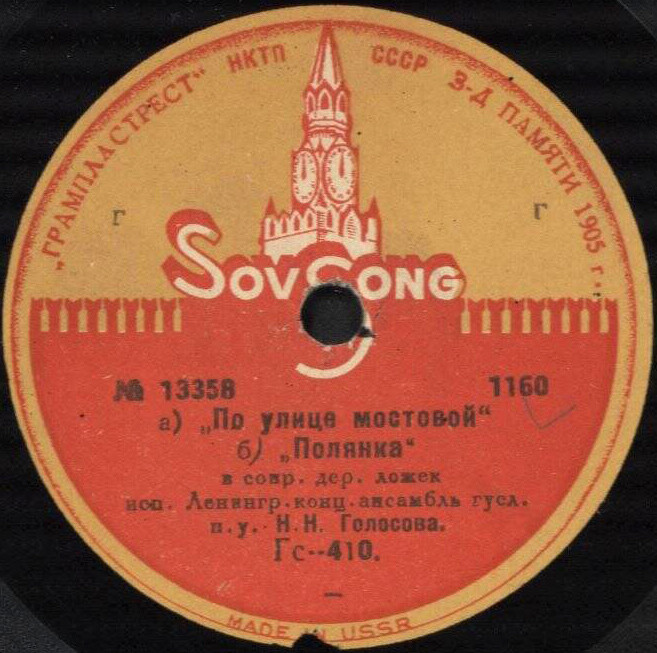 „ГРАМПЛАСТРЕСТ“ НКТП СССР З-Д ПАМЯТИ 1905 г.
г г
SOVSONG
№ 13358 1160
а) „По улице мостовой“
б) „Полянка“
в сопр. дер. ложек
исп. Ленингр. конц. ансамбль гусл.
п.у. Н.Н. Голосова.
Гс--410.
MADE IN USSR